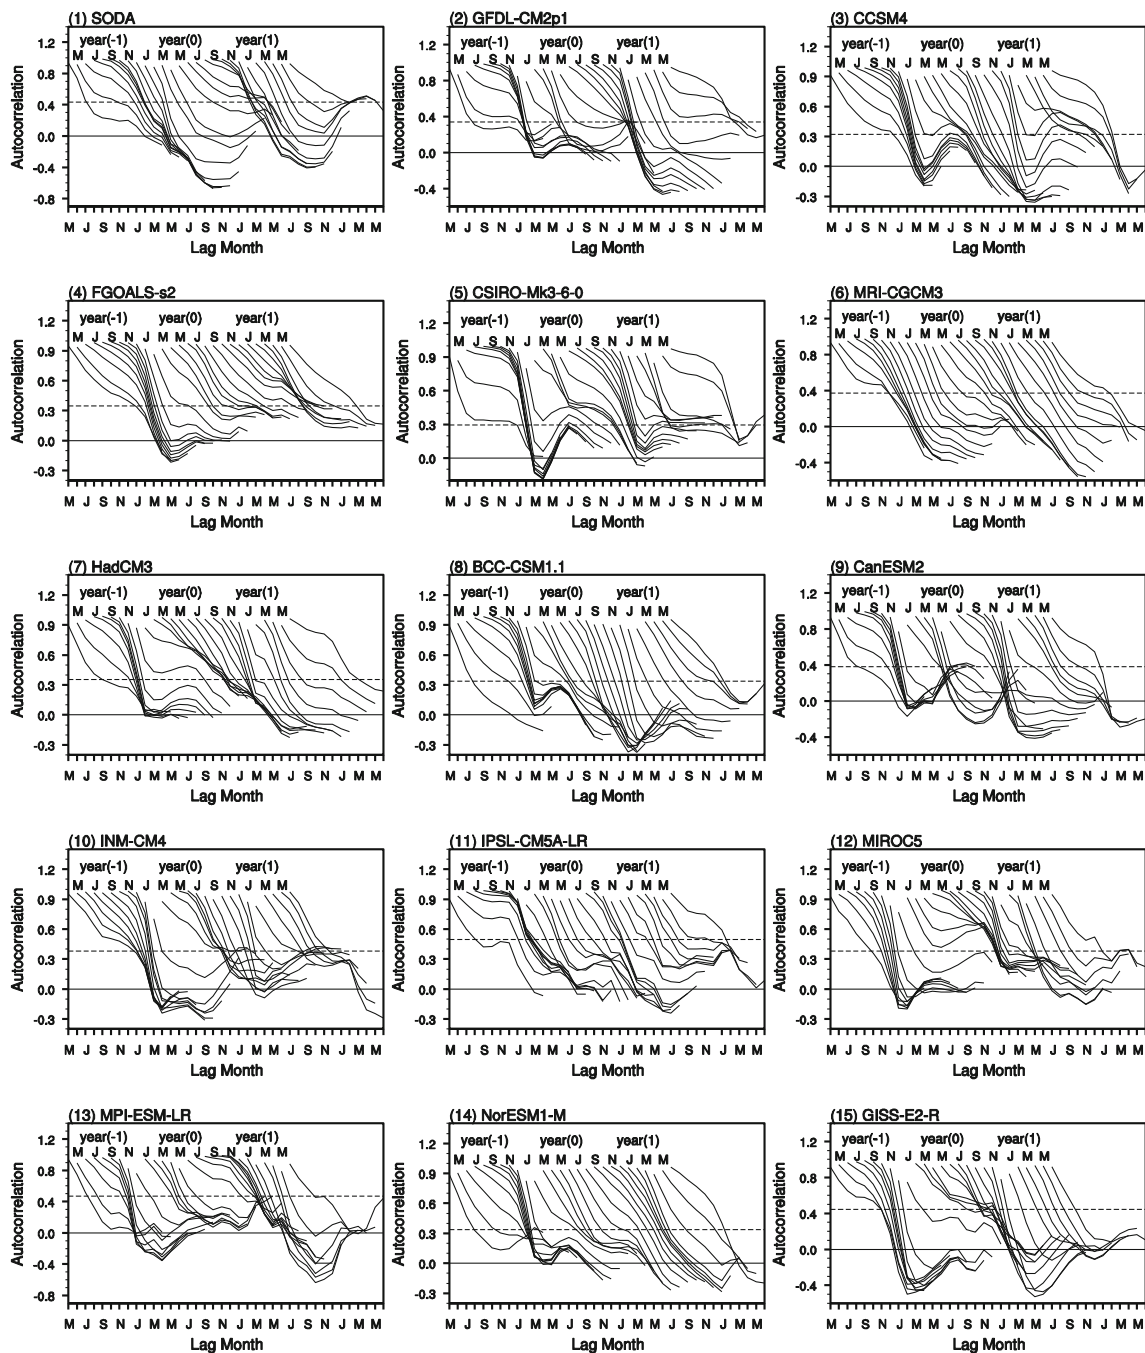 (1) SODA
year(-1) year(0) year(1)
M J S N J M M J S N J M M
Autocorrelation
1.2
0.8
0.4
0.0
-0.4
-0.8
M J S N J M M J S N J M M J S N J M M
Lag Month
(2) GFDL-CM2p1
year(-1) year(0) year(1)
M J S N J M M J S N J M M
Autocorrelation
1.2
0.8
0.4
0.0
-0.4
M J S N J M M J S N J M M J S N J M M
Lag Month
(3) CCSM4
year(-1) year(0) year(1)
M J S N J M M J S N J M M
Autocorrelation
1.2
0.9
0.6
0.3
0.0
-0.3
M J S N J M M J S N J M M J S N J M M
Lag Month
(4) FGOALS-s2
year(-1) year(0) year(1)
M J S N J M M J S N J M M
Autocorrelation
1.2
0.9
0.6
0.3
0.0
-0.3
M J S N J M M J S N J M M J S N J M M
Lag Month
(5) CSIRO-Mk3-6-0
year(-1) year(0) year(1)
M J S N J M M J S N J M M
Autocorrelation
1.2
0.9
0.6
0.3
0.0
M J S N J M M J S N J M M J S N J M M
Lag Month
(6) MRI-CGCM3
year(-1) year(0) year(1)
M J S N J M M J S N J M M
Autocorrelation
1.2
0.8
0.4
0.0
-0.4
M J S N J M M J S N J M M J S N J M M
Lag Month
(7) HadCM3
year(-1) year(0) year(1)
M J S N J M M J S N J M M
Autocorrelation
1.2
0.9
0.6
0.3
0.0
-0.3
M J S N J M M J S N J M M J S N J M M
Lag Month
(8) BCC-CSM1.1
year(-1) year(0) year(1)
M J S N J M M J S N J M M
Autocorrelation
1.2
0.9
0.6
0.3
0.0
-0.3
M J S N J M M J S N J M M J S N J M M
Lag Month
(9) CanESM2
year(-1) year(0) year(1)
M J S N J M M J S N J M M
Autocorrelation
1.2
0.8
0.4
0.0
-0.4
M J S N J M M J S N J M M J S N J M M
Lag Month
(10) INM-CM4
year(-1) year(0) year(1)
M J S N J M M J S N J M M
Autocorrelation
1.2
0.9
0.6
0.3
0.0
-0.3
M J S N J M M J S N J M M J S N J M M
Lag Month
(11) IPSL-CM5A-LR
year(-1) year(0) year(1)
M J S N J M M J S N J M M
Autocorrelation
1.2
0.9
0.6
0.3
0.0
-0.3
M J S N J M M J S N J M M J S N J M M
Lag Month
(12) MIROC5
year(-1) year(0) year(1)
M J S N J M M J S N J M M
Autocorrelation
1.2
0.9
0.6
0.3
0.0
-0.3
M J S N J M M J S N J M M J S N J M M
Lag Month
(13) MPI-ESM-LR
year(-1) year(0) year(1)
M J S N J M M J S N J M M
Autocorrelation
1.2
0.8
0.4
0.0
-0.4
-0.8
M J S N J M M J S N J M M J S N J M M
Lag Month
(14) NorESM1-M
year(-1) year(0) year(1)
M J S N J M M J S N J M M
Autocorrelation
1.2
0.9
0.6
0.3
0.0
-0.3
M J S N J M M J S N J M M J S N J M M
Lag Month
(15) GISS-E2-R
year(-1) year(0) year(1)
M J S N J M M J S N J M M
Autocorrelation
1.2
0.8
0.4
0.0
-0.4
M J S N J M M J S N J M M J S N J M M
Lag Month